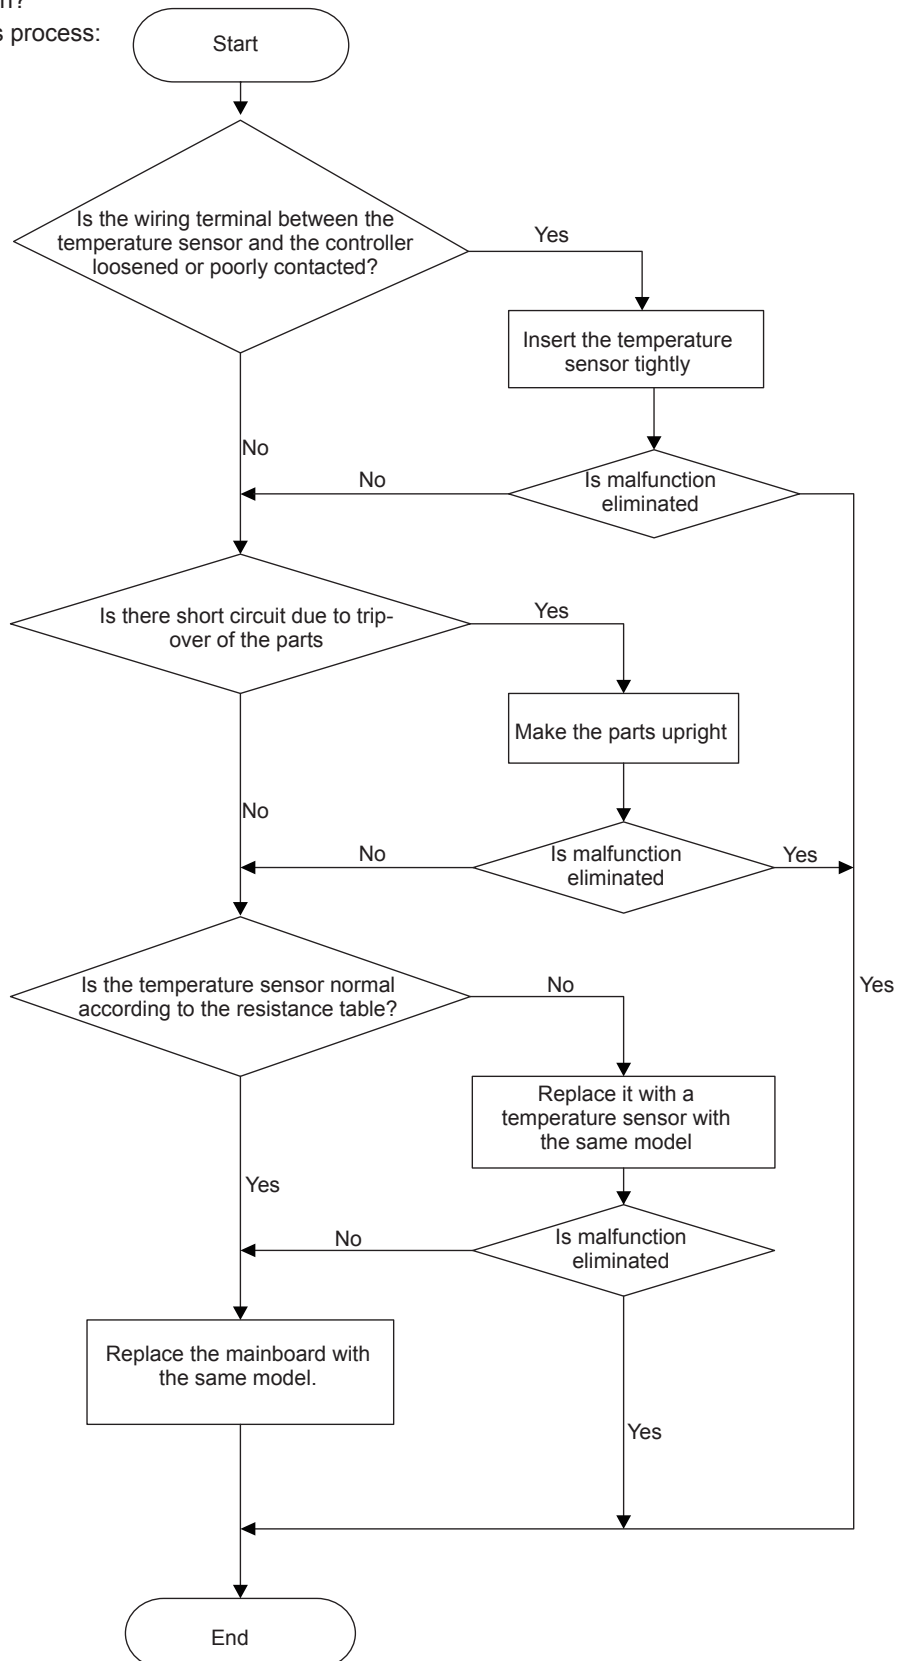 s process:
Start
Is the wiring terminal between the
temperature sensor and the controller
loosened or poorly contacted?
Yes
Insert the temperature
sensor tightly
No
No
Is malfunction
eliminated
Is there short circuit due to trip-
over of the parts
Yes
Make the parts upright
No
No
Is malfunction
eliminated
Yes
Yes
Is the temperature sensor normal
according to the resistance table?
No
Replace it with a
temperature sensor with
the same model
Yes
No
Is malfunction
eliminated
Replace the mainboard with
the same model.
Yes
End